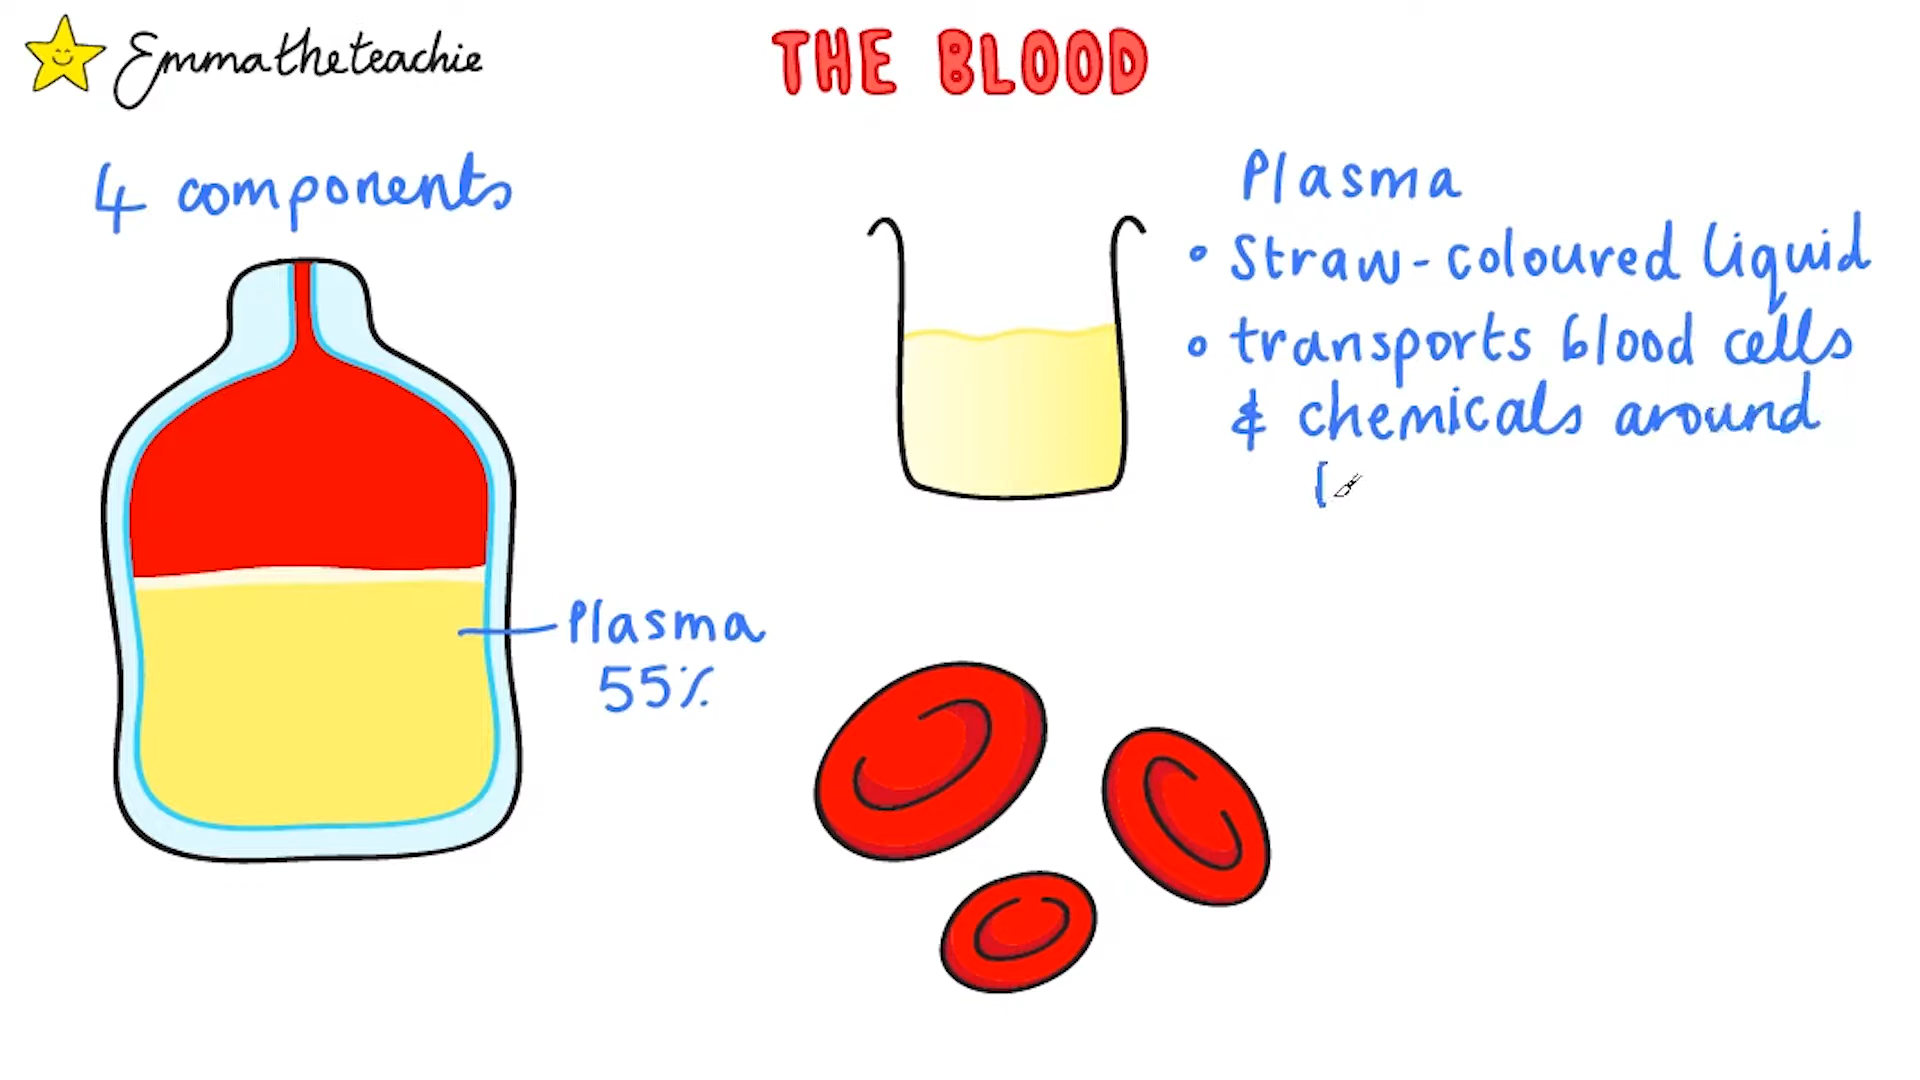 Emmatheteachie
THE BLOOD
4 components
Plasma
55%
Plasma
• Straw-coloured liquid
• transports blood cells
& chemicals around